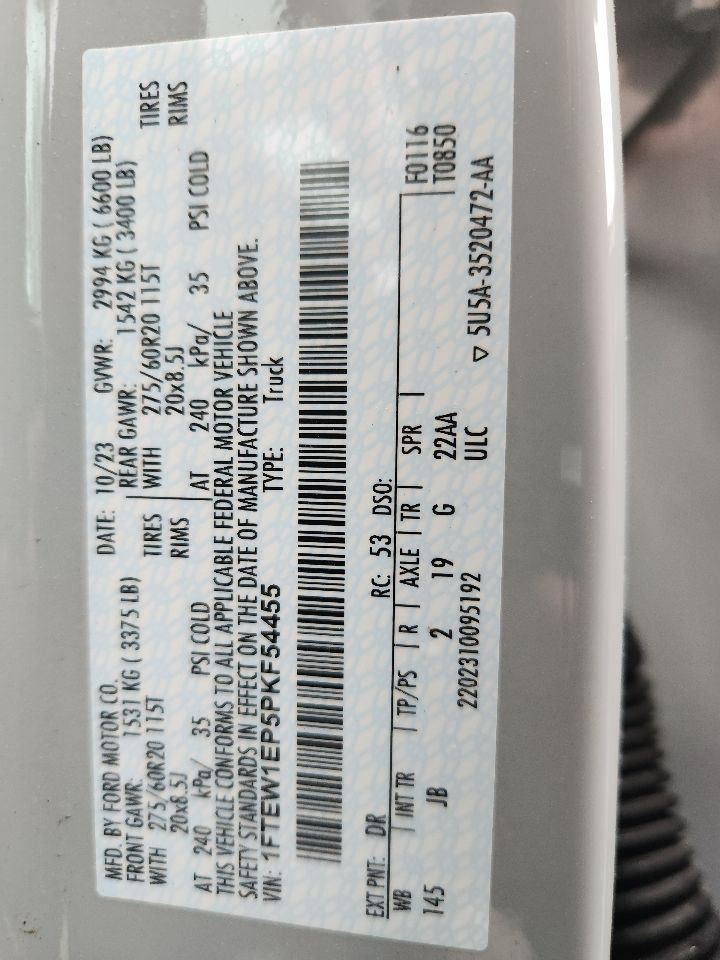 MFD. BY FORD MOTOR CO. DATE: 10/23 GVWR: 2994 KG ( 6600 LB)
FRONT GAWR: 1531 KG ( 3375 LB) REAR GAWR: 1542 KG ( 3400 LB)
WITH 275/60R20 115T TIRES WITH 275/60R20 115T TIRES
20x8.5J RIMS 20x8.5J RIMS
AT 240 kPa/ 35 PSI COLD AT 240 kPa/ 35 PSI COLD
THIS VEHICLE CONFORMS TO ALL APPLICABLE FEDERAL MOTOR VEHICLE
SAFETY STANDARDS IN EFFECT ON THE DATE OF MANUFACTURE SHOWN ABOVE.
VIN: 1FTEW1EP5PKF54455 TYPE: Truck
EXT PNT: DR RC: 53 DSO:
WB INT TR TP/PS R AXLE TR SPR F0116
145 JB 2 19 G 22AA T0850
2202310095192 ULC
▽ 5U5A-3520472-AA